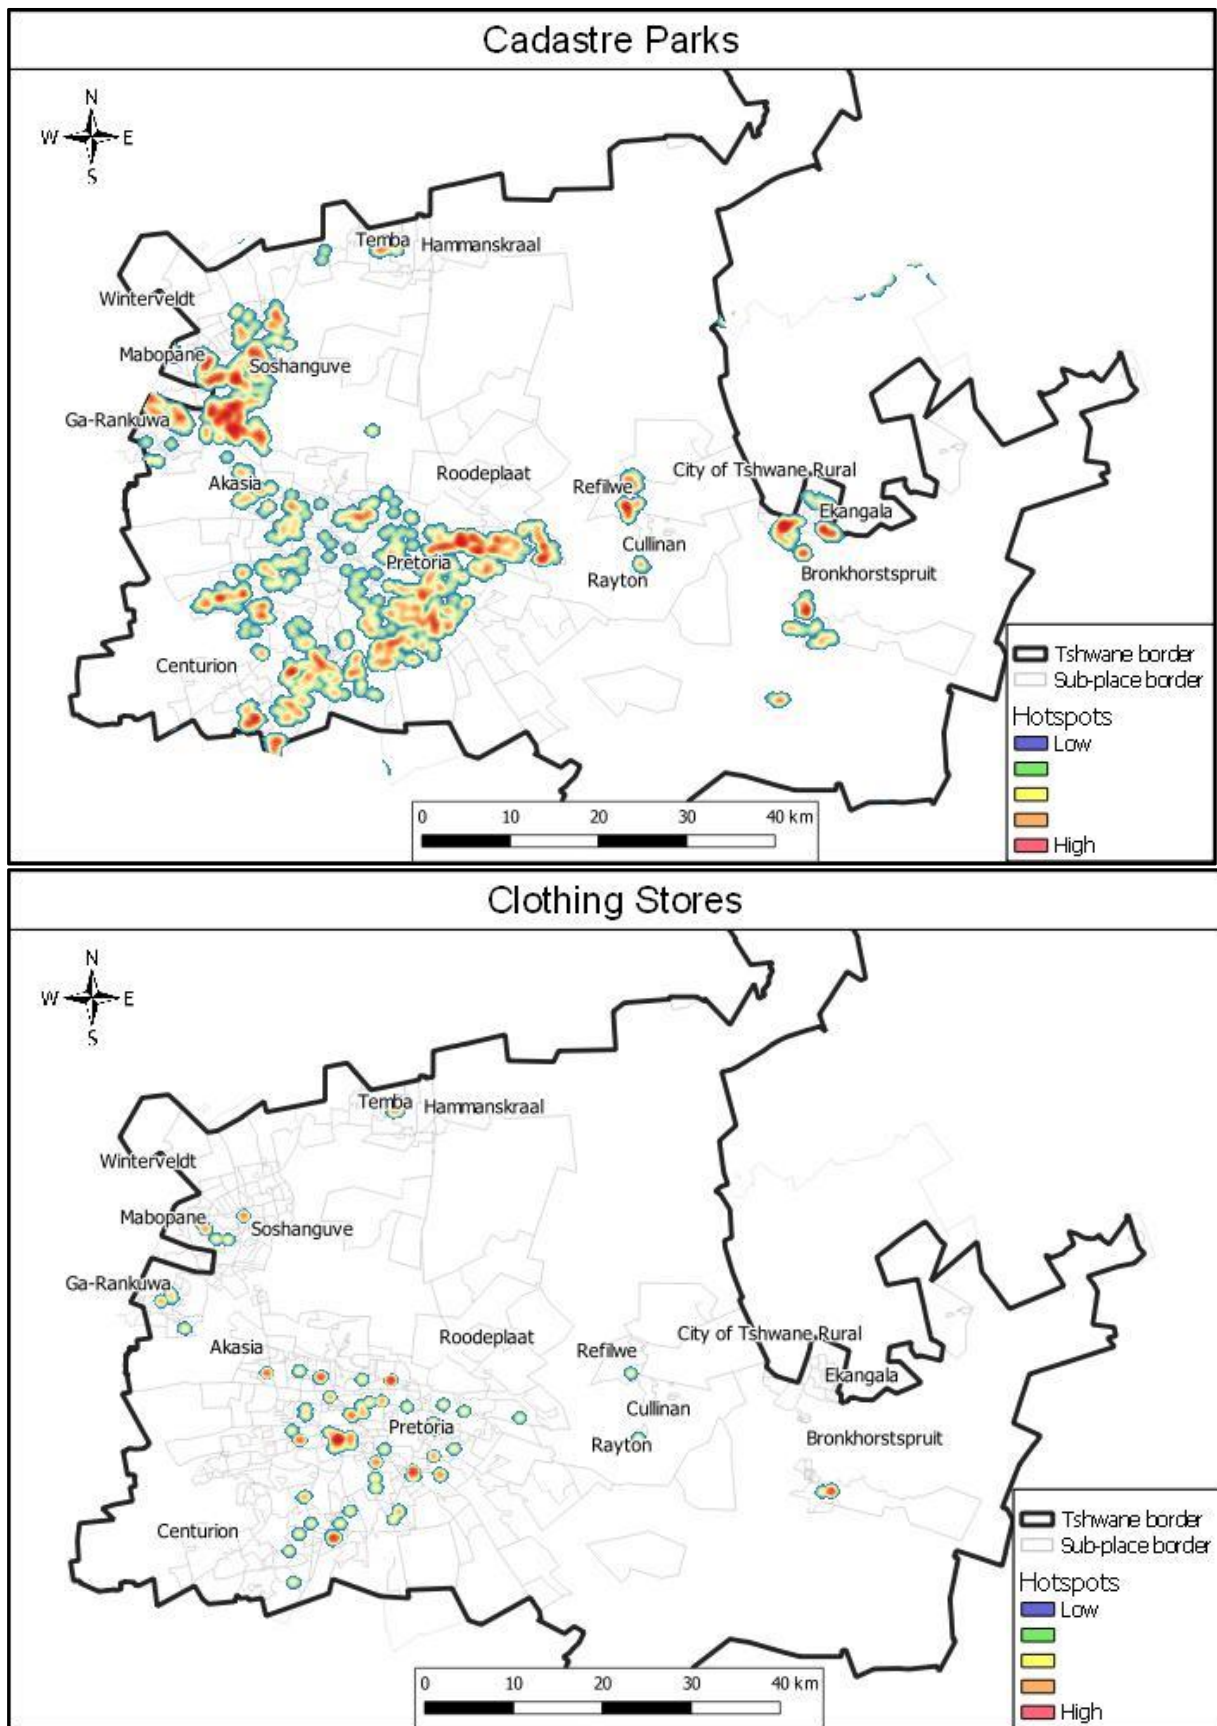 Cadastre Parks
N
W E
S
Temba
Hammanskraal
Winterveldt
Mabopane
Soshanguve
Ga-Rankuwa
Akasia
Roodeplaat
City of Tshwane Rural
Refilwe
Ekangala
Cullinan
Pretoria
Rayton
Bronkhorstspruit
Centurion
Tshwane border
Sub-place border
Hotspots
Low
High
0 10 20 30 40 km
Clothing Stores
N
W E
S
Temba
Hammanskraal
Winterveldt
Mabopane
Soshanguve
Ga-Rankuwa
Akasia
Roodeplaat
City of Tshwane Rural
Refilwe
Ekangala
Cullinan
Pretoria
Rayton
Bronkhorstspruit
Centurion
Tshwane border
Sub-place border
Hotspots
Low
High
0 10 20 30 40 km